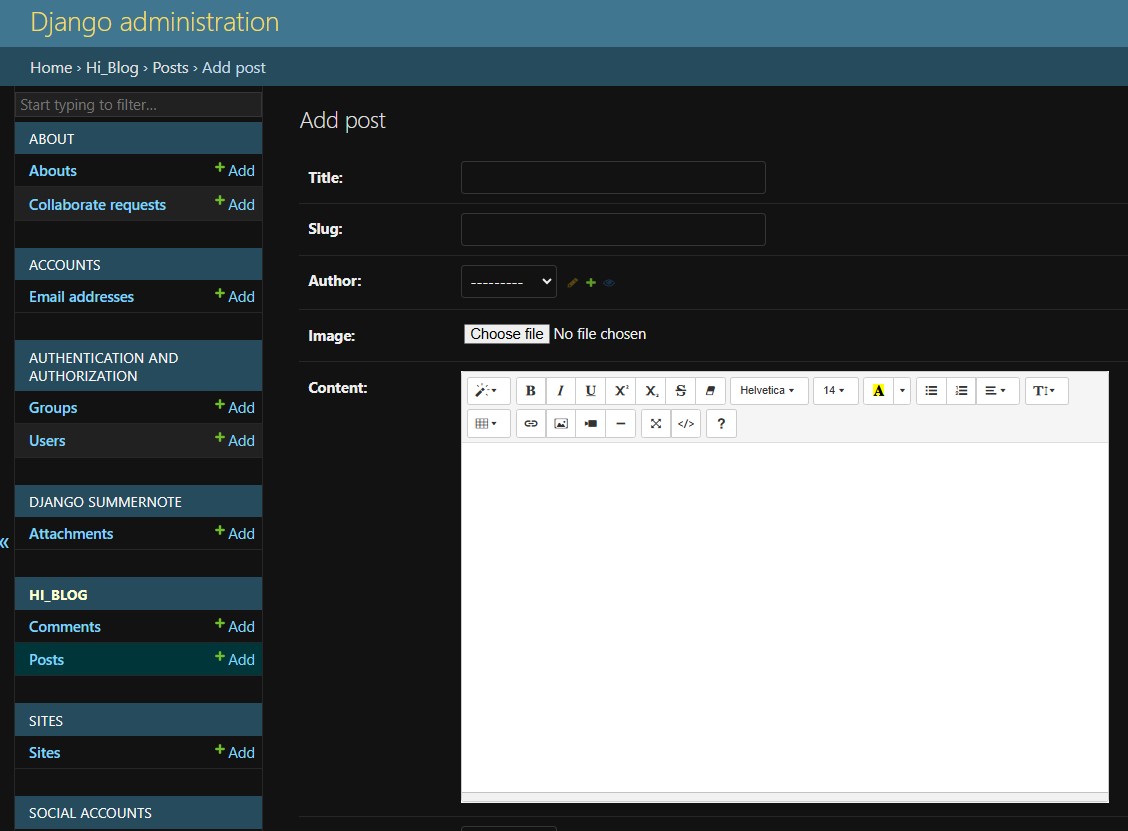 Django administration
Home › Hi_Blog › Posts › Add post
Start typing to filter...
ABOUT
Abouts + Add
Collaborate requests + Add
ACCOUNTS
Email addresses + Add
AUTHENTICATION AND
AUTHORIZATION
Groups + Add
Users + Add
DJANGO SUMMERNOTE
Attachments + Add
«
HI_BLOG
Comments + Add
Posts + Add
SITES
Sites + Add
SOCIAL ACCOUNTS
Add post
Title:
Slug:
Author: ---------
Image: Choose file No file chosen
Content:
B I U X² X, S Helvetica 14 A T
</> ?